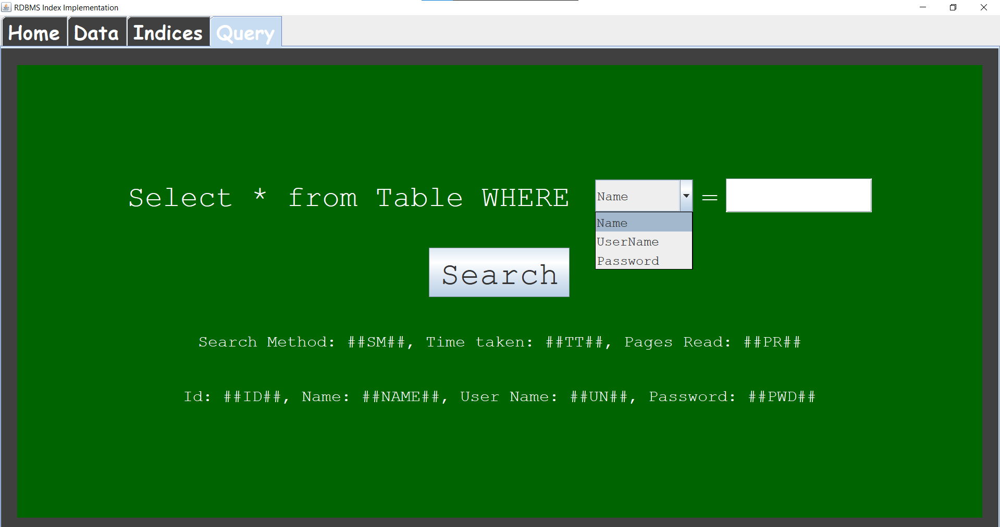 RDBMS Index Implementation
Home Data Indices Query
Select * from Table WHERE Name =
Name
UserName
Password
Search
Search Method: ##SM##, Time taken: ##TT##, Pages Read: ##PR##
Id: ##ID##, Name: ##NAME##, User Name: ##UN##, Password: ##PWD##